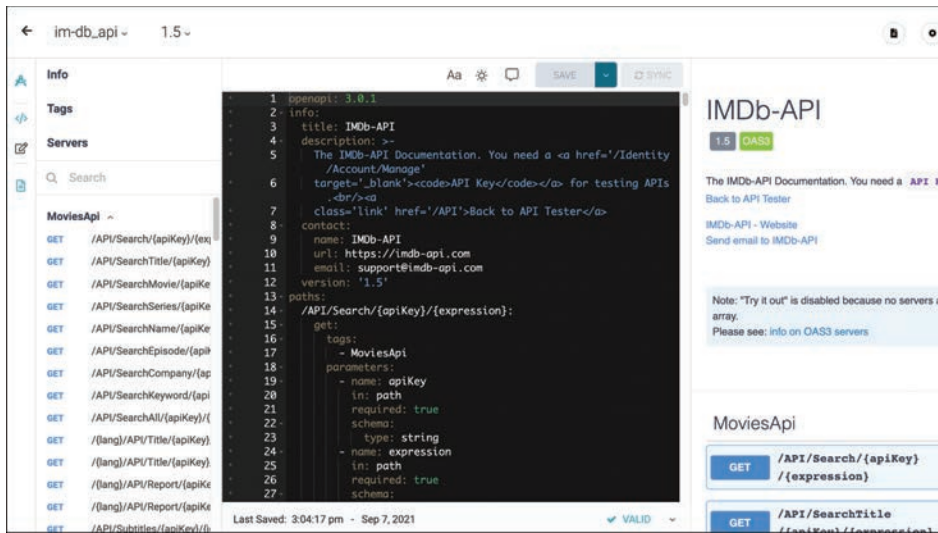 im-db_api
1.5
Info
Tags
Servers
Search
MoviesApi
GET /API/Search/{apiKey}/{exp
GET /API/SearchTitle/{apiKey}
GET /API/SearchMovie/{apiKe
GET /API/SearchSeries/{apiKe
GET /API/SearchName/{apiKe
GET /API/SearchEpisode/{apiK
GET /API/SearchCompany/{ap
GET /API/SearchKeyword/{api
GET /API/SearchAll/{apiKey}/{
GET /{lang}/API/Title/{apiKey}
GET /{lang}/API/Title/{apiKey}
GET /{lang}/API/Report/{apiKe
GET /{lang}/API/Report/{apiKe
GET /API/Subtitles/{apiKey}/{i
Aa SAVE SYNC
1 openapi: 3.0.1
2 info:
3 title: IMDb-API
4 description: >-
5 The IMDb-API Documentation. You need a <a href='/Identity
/Account/Manage'
6 target='_blank'><code>API Key</code></a> for testing APIs
.<br/><a
7 class='link' href='/API'>Back to API Tester</a>
8 contact:
9 name: IMDb-API
10 url: https://imdb-api.com
11 email: support@imdb-api.com
12 version: '1.5'
13 paths:
14 /API/Search/{apiKey}/{expression}:
15 get:
16 tags:
17 - MoviesApi
18 parameters:
19 - name: apiKey
20 in: path
21 required: true
22 schema:
23 type: string
24 - name: expression
25 in: path
26 required: true
27 schema:
Last Saved: 3:04:17 pm - Sep 7, 2021
VALID
IMDb-API
1.5 OAS3
The IMDb-API Documentation. You need a API
Back to API Tester
IMDb-API - Website
Send email to IMDb-API
Note: "Try it out" is disabled because no servers a
array.
Please see: info on OAS3 servers
MoviesApi
GET /API/Search/{apiKey}
/{expression}
GET /API/SearchTitle
/{apiKey}/{expression}